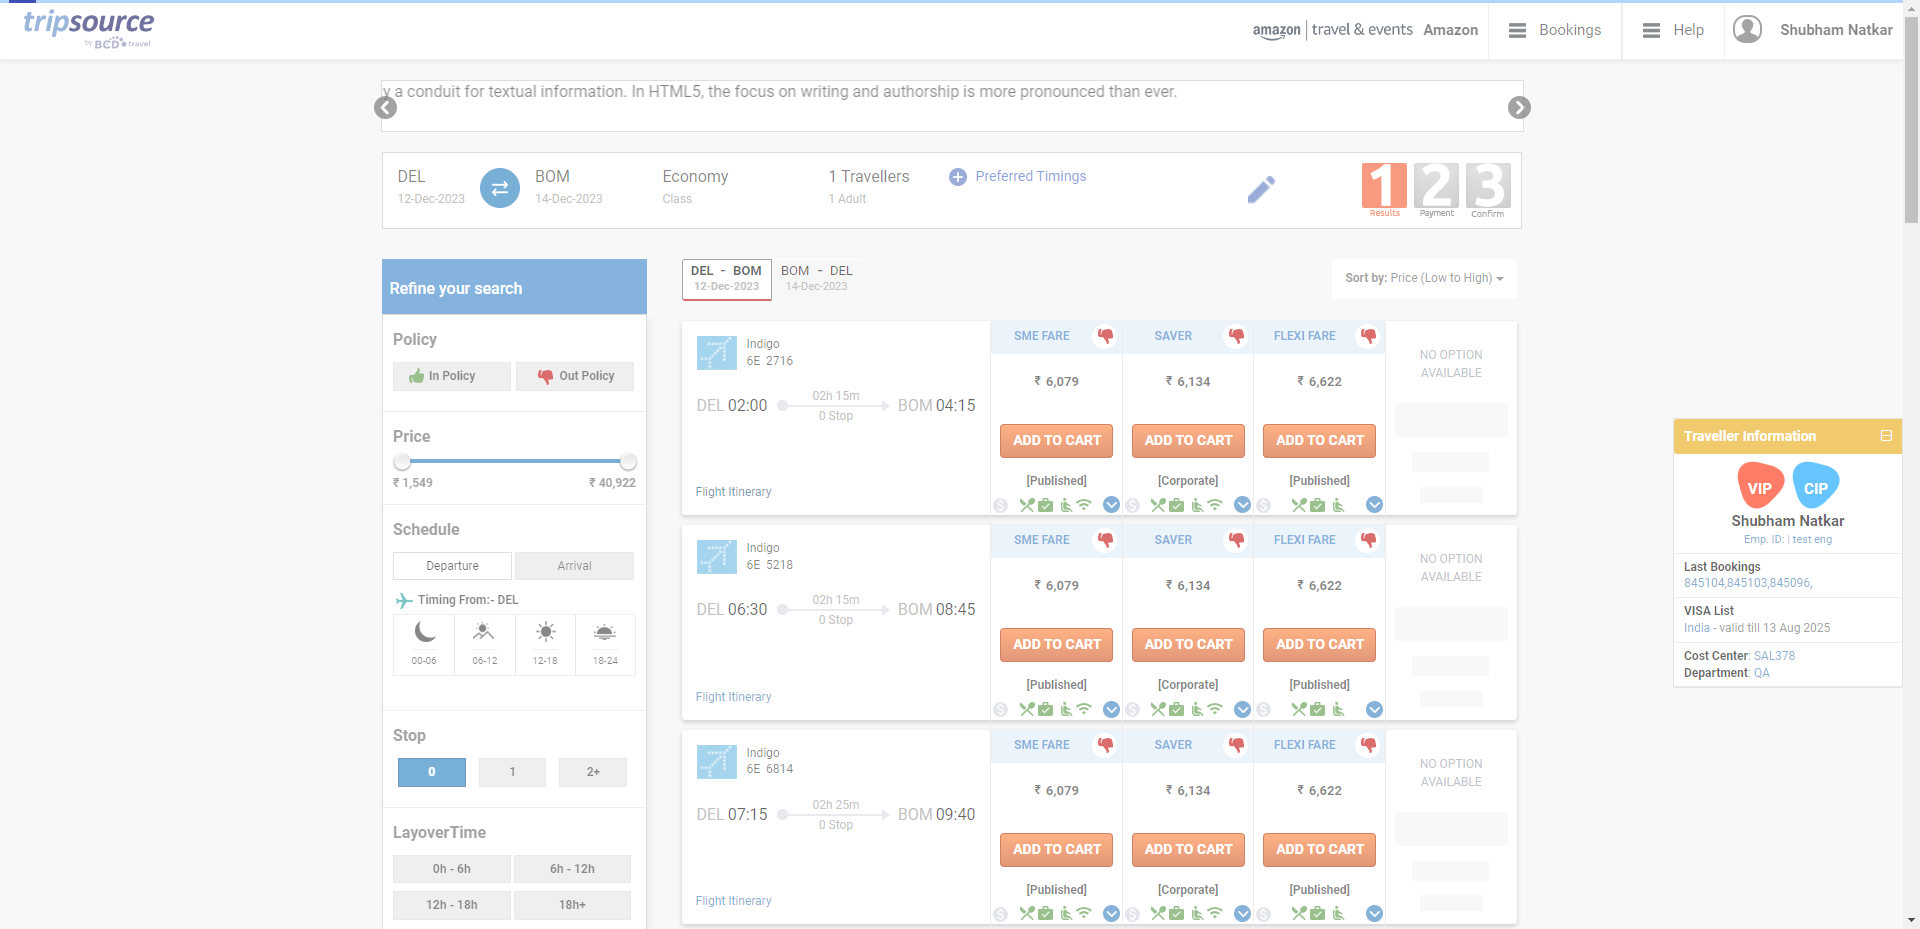 tripsource
by BCD travel
amazon | travel & events Amazon
Bookings
Help
Shubham Natkar
y a conduit for textual information. In HTML5, the focus on writing and authorship is more pronounced than ever.
DEL
12-Dec-2023
BOM
14-Dec-2023
Economy
Class
1 Travellers
1 Adult
Preferred Timings
1 2 3
Results Payment Confirm
Refine your search
Policy
In Policy Out Policy
Price
₹ 1,549 ₹ 40,922
Schedule
Departure Arrival
Timing From:- DEL
00-06 06-12 12-18 18-24
Stop
0 1 2+
LayoverTime
0h - 6h 6h - 12h
12h - 18h 18h+
DEL - BOM
12-Dec-2023
BOM - DEL
14-Dec-2023
Sort by: Price (Low to High)
Indigo
6E 2716
DEL 02:00
02h 15m
0 Stop
BOM 04:15
Flight Itinerary
SME FARE SAVER FLEXI FARE
₹ 6,079 ₹ 6,134 ₹ 6,622
ADD TO CART ADD TO CART ADD TO CART
[Published] [Corporate] [Published]
NO OPTION
AVAILABLE
Indigo
6E 5218
DEL 06:30
02h 15m
0 Stop
BOM 08:45
Flight Itinerary
SME FARE SAVER FLEXI FARE
₹ 6,079 ₹ 6,134 ₹ 6,622
ADD TO CART ADD TO CART ADD TO CART
[Published] [Corporate] [Published]
NO OPTION
AVAILABLE
Indigo
6E 6814
DEL 07:15
02h 25m
0 Stop
BOM 09:40
Flight Itinerary
SME FARE SAVER FLEXI FARE
₹ 6,079 ₹ 6,134 ₹ 6,622
ADD TO CART ADD TO CART ADD TO CART
[Published] [Corporate] [Published]
NO OPTION
AVAILABLE
Traveller Information
VIP CIP
Shubham Natkar
Emp. ID: | test eng
Last Bookings
845104,845103,845096,
VISA List
India - valid till 13 Aug 2025
Cost Center: SAL378
Department: QA